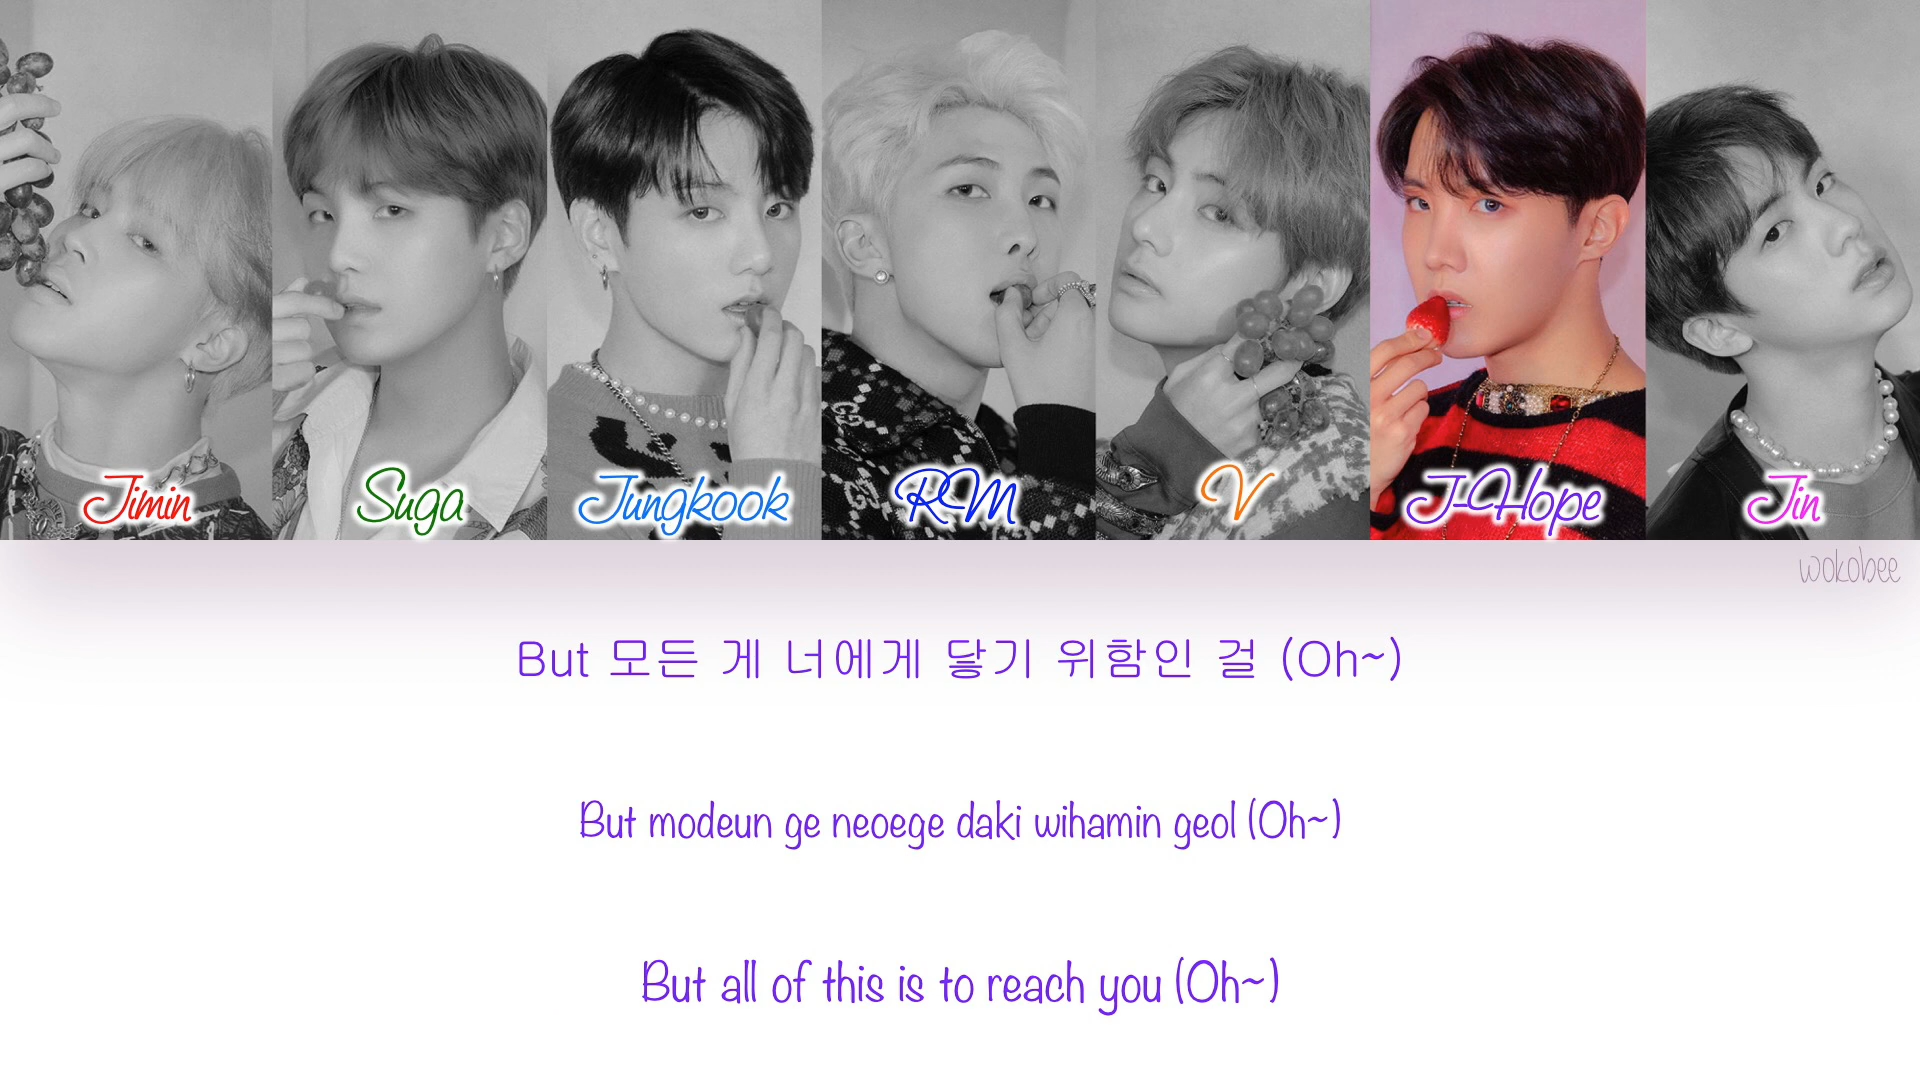 Jimin
Suga
Jungkook
RM
V
J-Hope
Jin
wokobee
But 모든 게 너에게 닿기 위함인 걸 (Oh~)
But modeun ge neoege daki wihamin geol (Oh~)
But all of this is to reach you (Oh~)